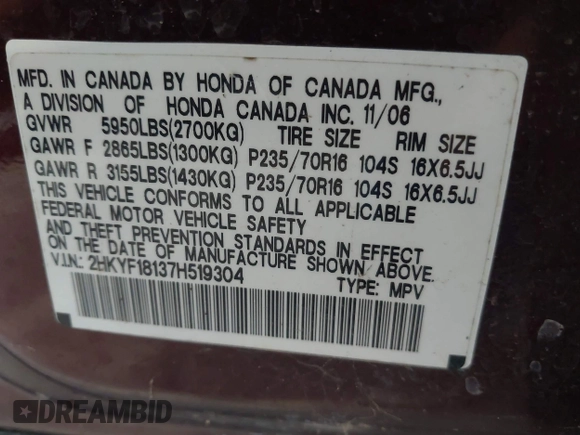 MFD. IN CANADA BY HONDA OF CANADA MFG.,
A DIVISION OF HONDA CANADA INC. 11/06
GVWR 5950LBS(2700KG) TIRE SIZE RIM SIZE
GAWR F 2865LBS(1300KG) P235/70R16 104S 16X6.5JJ
GAWR R 3155LBS(1430KG) P235/70R16 104S 16X6.5JJ
THIS VEHICLE CONFORMS TO ALL APPLICABLE
FEDERAL MOTOR VEHICLE SAFETY
AND THEFT PREVENTION STANDARDS IN EFFECT
ON THE DATE OF MANUFACTURE SHOWN ABOVE.
V.I.N.: 2HKYF18137H519304
TYPE: MPV
DREAMBID